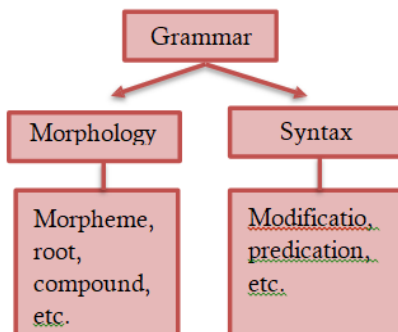 Grammar
Morphology
Syntax
Morpheme,
root,
compound,
etc.
Modificatio,
predication,
etc.